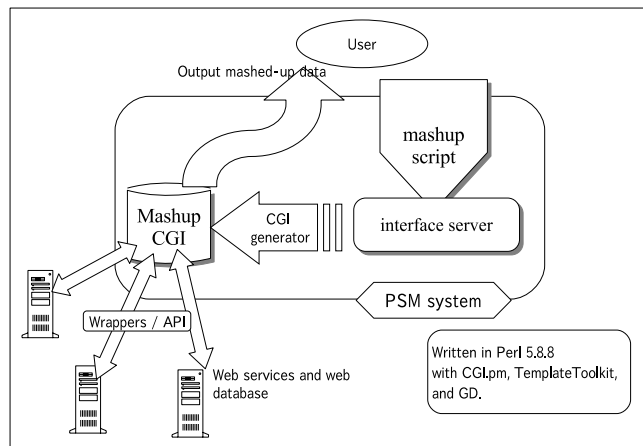 User
Output mashed-up data
mashup
script
Mashup
CGI
CGI
generator
interface server
PSM system
Wrappers / API
Web services and web
database
Written in Perl 5.8.8
with CGI.pm, TemplateToolkit,
and GD.